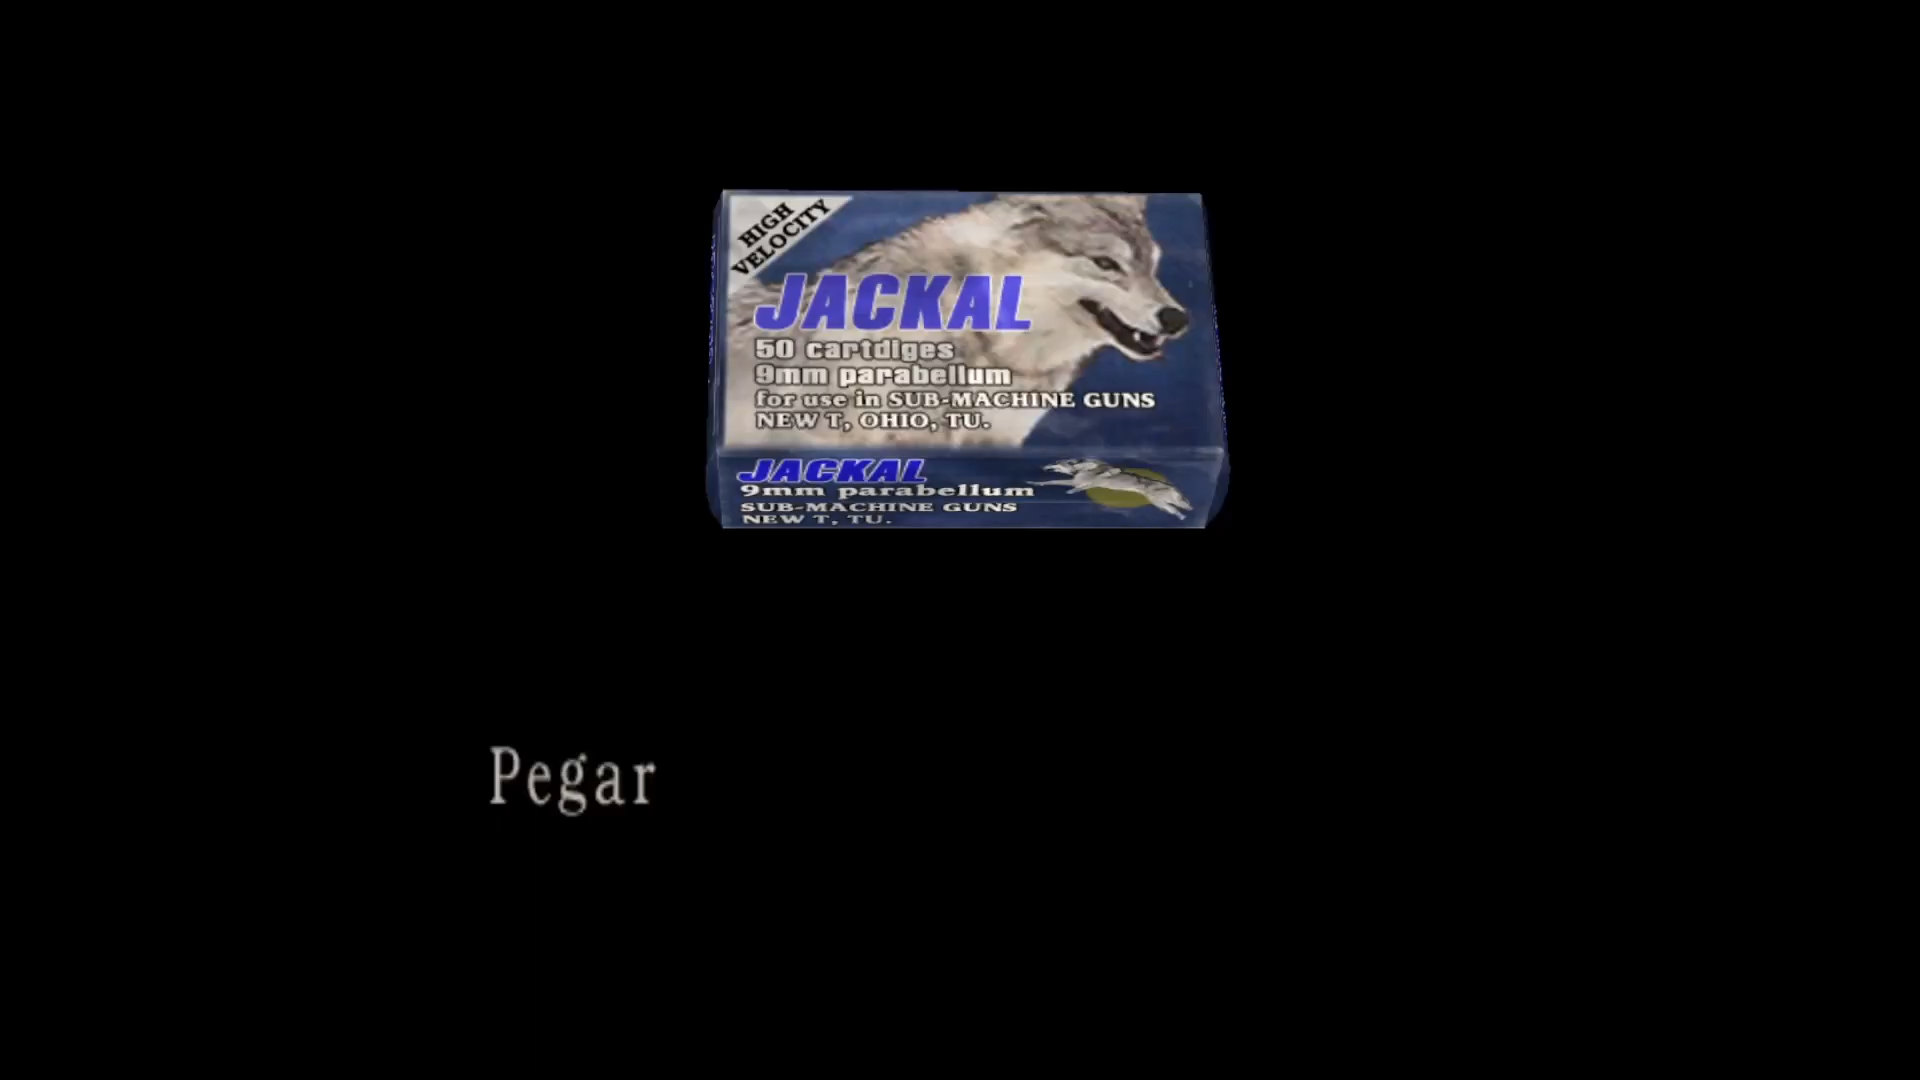 HIGH
VELOCITY
JACKAL
50 cartdiges
9mm parabellum
for use in SUB-MACHINE GUNS
NEW T, OHIO, TU.
JACKAL
9mm parabellum
SUB-MACHINE GUNS
NEW T, TU.
Pegar